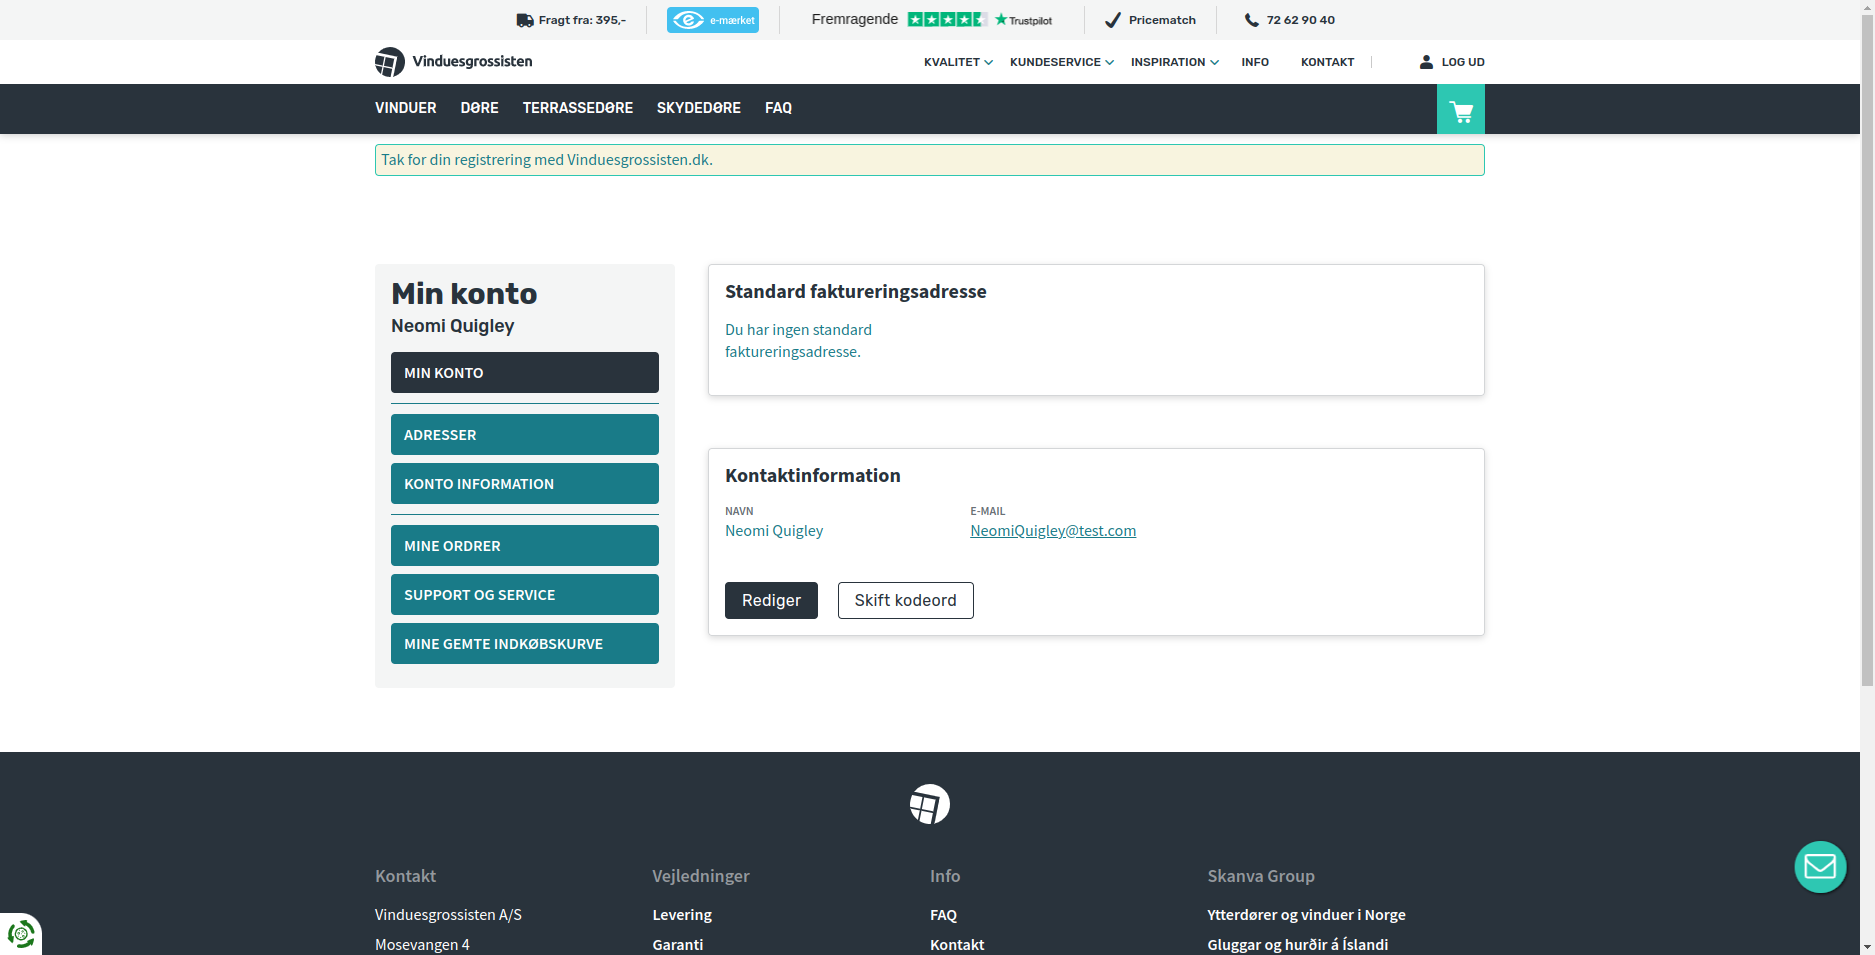 Fragt fra: 395,-
e-mærket
Fremragende
Trustpilot
Pricematch
72 62 90 40
Vinduesgrossisten
KVALITET
KUNDESERVICE
INSPIRATION
INFO
KONTAKT
LOG UD
VINDUER
DØRE
TERRASSEDØRE
SKYDEDØRE
FAQ
Tak for din registrering med Vinduesgrossisten.dk.
Min konto
Neomi Quigley
MIN KONTO
ADRESSER
KONTO INFORMATION
MINE ORDRER
SUPPORT OG SERVICE
MINE GEMTE INDKØBSKURVE
Standard faktureringsadresse
Du har ingen standard
faktureringsadresse.
Kontaktinformation
NAVN
Neomi Quigley
E-MAIL
NeomiQuigley@test.com
Rediger
Skift kodeord
Kontakt
Vinduesgrossisten A/S
Mosevangen 4
Vejledninger
Levering
Garanti
Info
FAQ
Kontakt
Skanva Group
Ytterdører og vinduer i Norge
Gluggar og hurðir á Íslandi